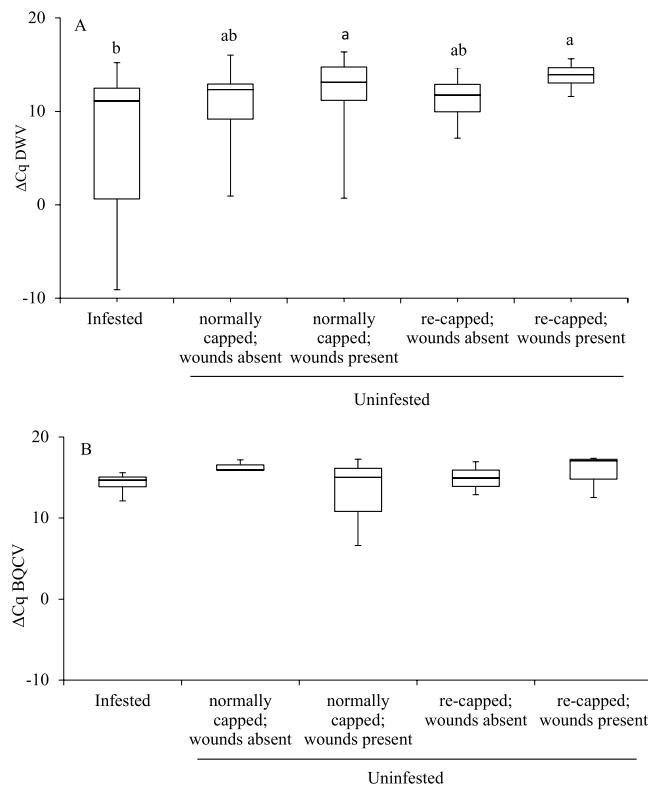 A
20
10
0
-10
ΔCq DWV
b
ab
a
ab
a
Infested
normally
capped;
wounds absent
normally
capped;
wounds present
re-capped;
wounds absent
re-capped;
wounds present
Uninfested
B
20
10
0
-10
ΔCq BQCV
Infested
normally
capped;
wounds absent
normally
capped;
wounds present
re-capped;
wounds absent
re-capped;
wounds present
Uninfested